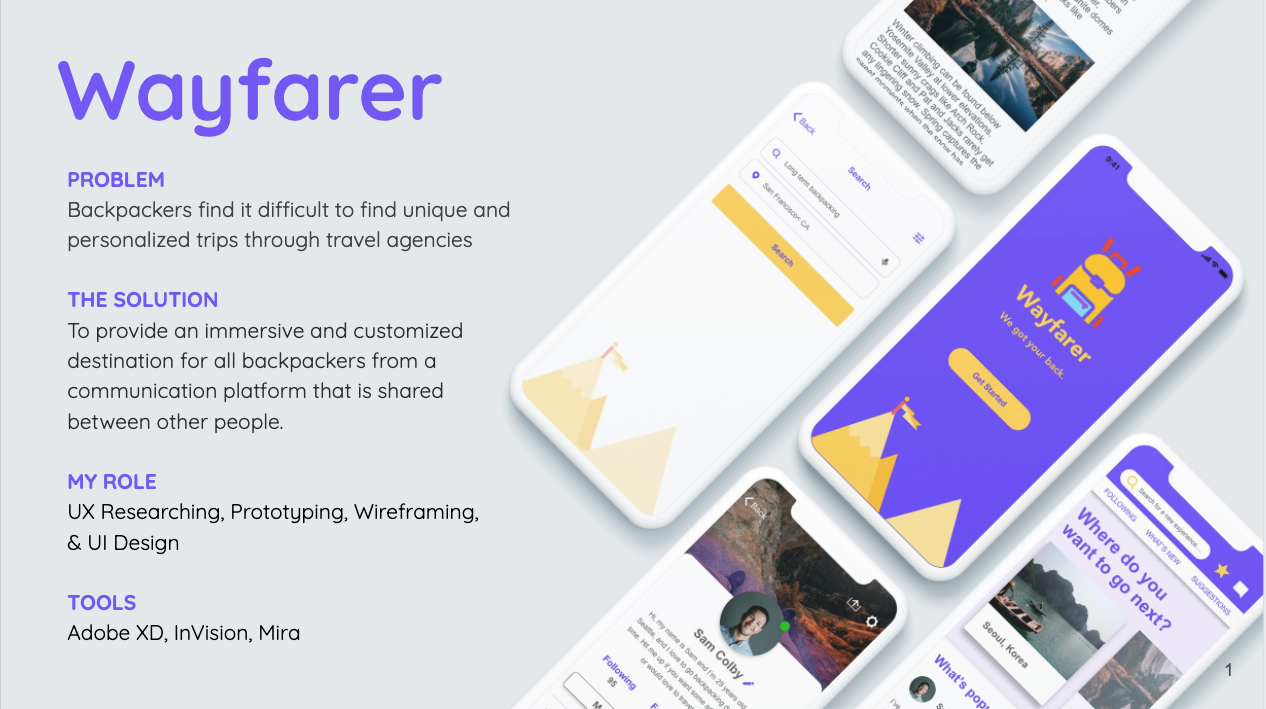 Wayfarer
PROBLEM
Backpackers find it difficult to find unique and
personalized trips through travel agencies
THE SOLUTION
To provide an immersive and customized
destination for all backpackers from a
communication platform that is shared
between other people.
MY ROLE
UX Researching, Prototyping, Wireframing,
& UI Design
TOOLS
Adobe XD, InVision, Mira
Winter climbing can be found below
Yosemite Valley at lower elevations.
Shorter sunny crags like Arch Rock,
Cookie Cliff and Pat and Jacks rarely get
any lingering snow. Spring captures the
sweet moments when the snow has
Back
Search
Long term backpacking
San Francisco< CA
Search
9:41
Wayfarer
We got your back.
Get Started
Back
Sam Colby
Hi, my name is Sam and I'm 29 years old
Seattle, and I love to go backpacking
time. Hit me up if you want some
or would love to
Following
95
Search for a new experience...
FOLLOWING
WHAT'S NEW
SUGGESTIONS
Where do you
want to go next?
Seoul, Korea
What's
1